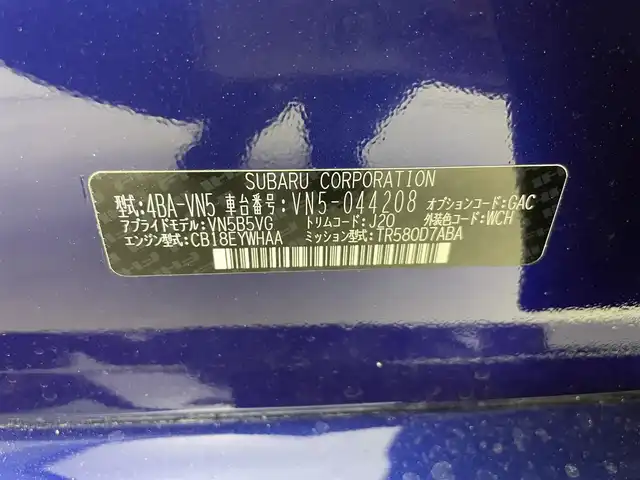 SUBARU CORPORATION
型式:4BA-VN5 車台番号:VN5-044208 オプションコード:GAC
アプライドモデル:VN5B5VG トリムコード:J20 外装色コード:WCH
エンジン型式:CB18EYWHAA ミッション型式:TR580D7ABA